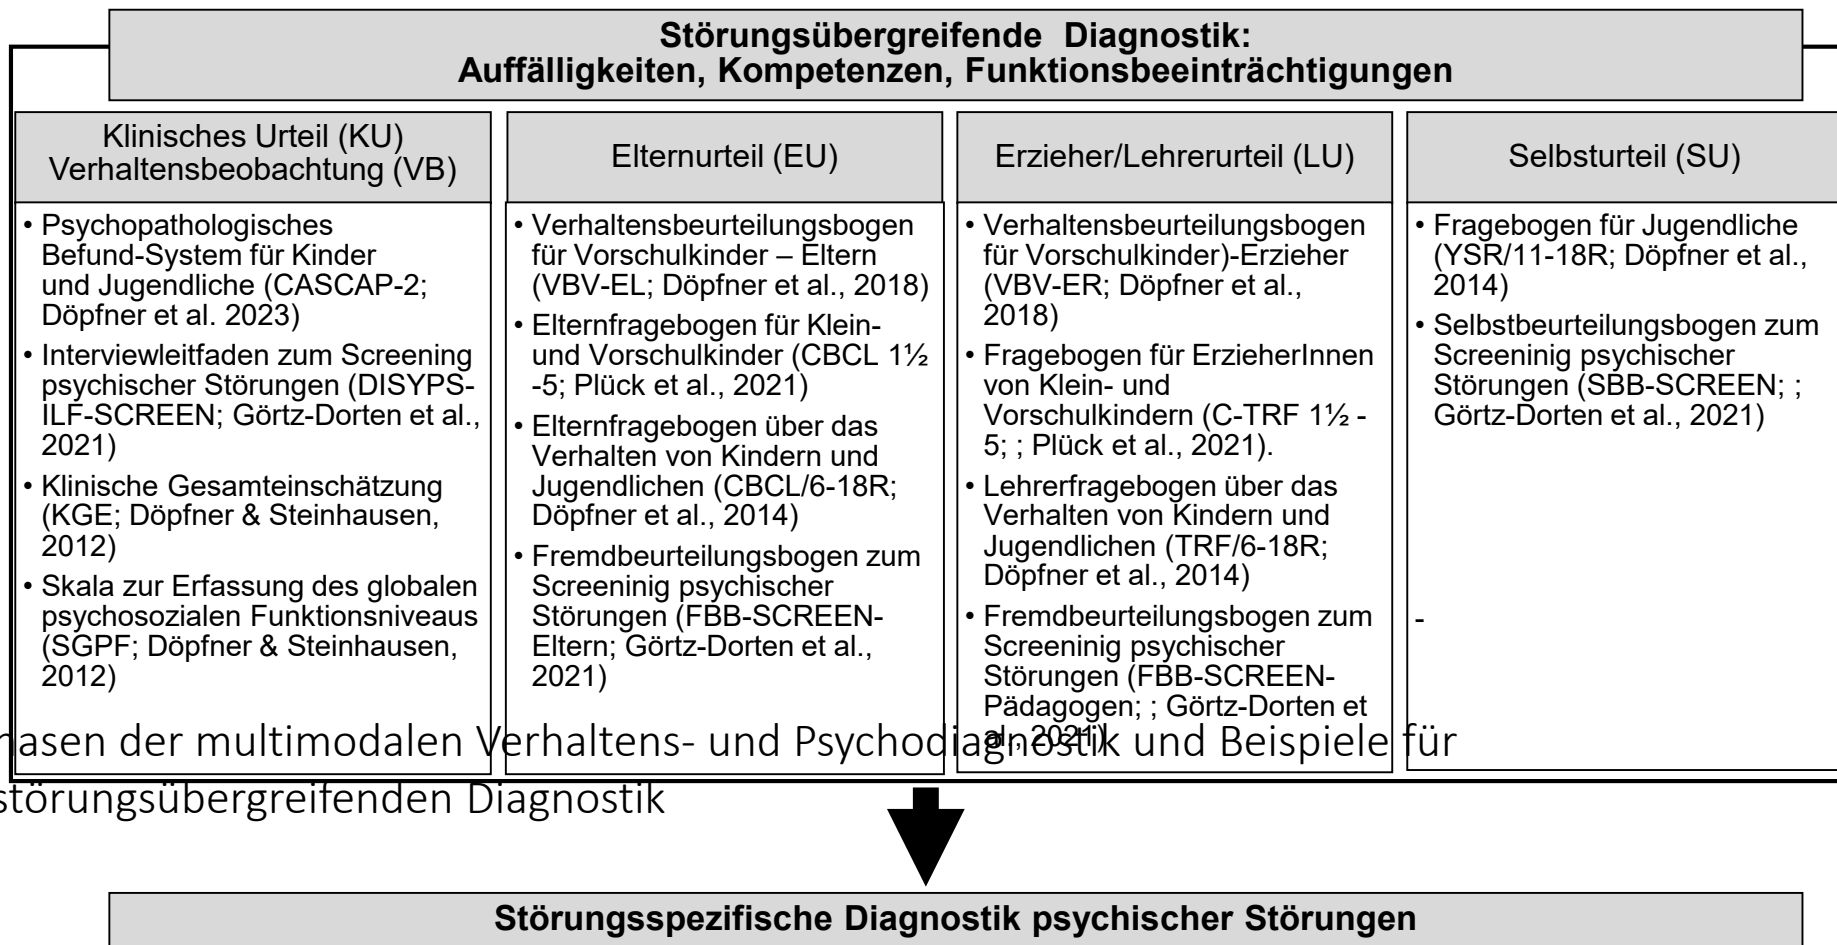 Störungsübergreifende Diagnostik:
Auffälligkeiten, Kompetenzen, Funktionsbeeinträchtigungen
Klinisches Urteil (KU)
Verhaltensbeobachtung (VB)
• Psychopathologisches
Befund-System für Kinder
und Jugendliche (CASCAP-2;
Döpfner et al. 2023)
• Interviewleitfaden zum Screening
psychischer Störungen (DISYPS-
ILF-SCREEN; Görtz-Dorten et al.,
2021)
• Klinische Gesamteinschätzung
(KGE; Döpfner & Steinhausen,
2012)
• Skala zur Erfassung des globalen
psychosozialen Funktionsniveaus
(SGPF; Döpfner & Steinhausen,
2012)
Elternurteil (EU)
• Verhaltensbeurteilungsbogen
für Vorschulkinder – Eltern
(VBV-EL; Döpfner et al., 2018)
• Elternfragebogen für Klein-
und Vorschulkinder (CBCL 1½
-5; Plück et al., 2021)
• Elternfragebogen über das
Verhalten von Kindern und
Jugendlichen (CBCL/6-18R;
Döpfner et al., 2014)
• Fremdbeurteilungsbogen zum
Screeninig psychischer
Störungen (FBB-SCREEN-
Eltern; Görtz-Dorten et al.,
2021)
Erzieher/Lehrerurteil (LU)
• Verhaltensbeurteilungsbogen
für Vorschulkinder)-Erzieher
(VBV-ER; Döpfner et al.,
2018)
• Fragebogen für ErzieherInnen
von Klein- und
Vorschulkindern (C-TRF 1½ -
5; ; Plück et al., 2021).
• Lehrerfragebogen über das
Verhalten von Kindern und
Jugendlichen (TRF/6-18R;
Döpfner et al., 2014)
• Fremdbeurteilungsbogen zum
Screeninig psychischer
Störungen (FBB-SCREEN-
Pädagogen; ; Görtz-Dorten et
al., 2021)
Selbsturteil (SU)
• Fragebogen für Jugendliche
(YSR/11-18R; Döpfner et al.,
2014)
• Selbstbeurteilungsbogen zum
Screeninig psychischer
Störungen (SBB-SCREEN; ;
Görtz-Dorten et al., 2021)
-
hasen der multimodalen Verhaltens- und Psychodiagnostik und Beispiele für
störungsübergreifenden Diagnostik
Störungsspezifische Diagnostik psychischer Störungen